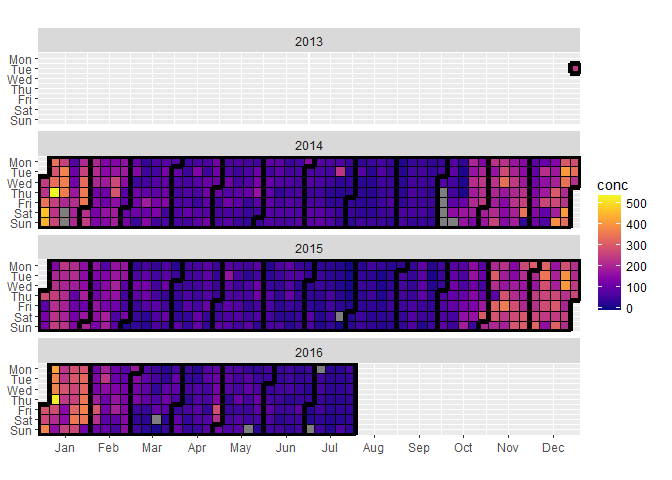 2013
Mon
Tue
Wed
Thu
Fri
Sat
Sun
2014
Mon
Tue
Wed
Thu
Fri
Sat
Sun
2015
Mon
Tue
Wed
Thu
Fri
Sat
Sun
2016
Mon
Tue
Wed
Thu
Fri
Sat
Sun
Jan Feb Mar Apr May Jun Jul Aug Sep Oct Nov Dec
conc
500
400
300
200
100
0